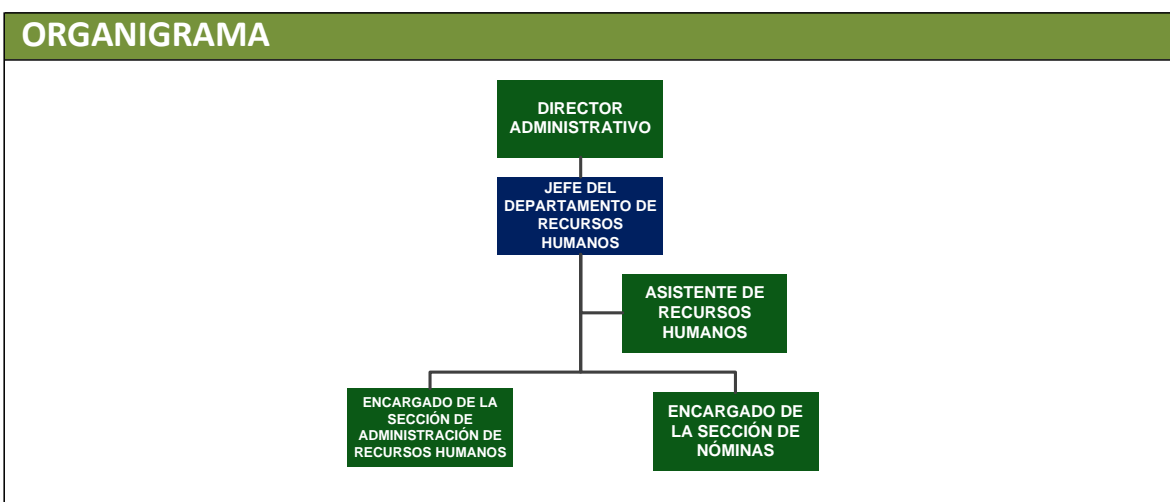 ORGANIGRAMA
DIRECTOR
ADMINISTRATIVO
JEFE DEL
DEPARTAMENTO DE
RECURSOS
HUMANOS
ASISTENTE DE
RECURSOS
HUMANOS
ENCARGADO DE LA
SECCIÓN DE
ADMINISTRACIÓN DE
RECURSOS HUMANOS
ENCARGADO DE
LA SECCIÓN DE
NÓMINAS